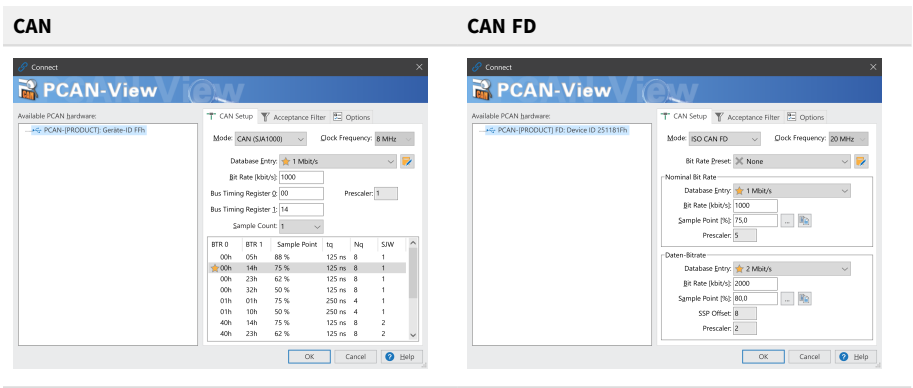 CAN
CAN FD
Connect
PCAN-View
Available PCAN hardware:
PCAN-[PRODUCT]: Geräte-ID FFh
CAN Setup
Acceptance Filter
Options
Mode: CAN (SJA1000)
Clock Frequency: 8 MHz
Database Entry: 1 Mbit/s
Bit Rate [kbit/s]: 1000
Bus Timing Register 0: 00
Prescaler: 1
Bus Timing Register 1: 14
Sample Count: 1
BTR 0 BTR 1 Sample Point tq Nq SJW
00h 05h 88 % 125 ns 8 1
00h 14h 75 % 125 ns 8 1
00h 23h 62 % 125 ns 8 1
00h 32h 50 % 125 ns 8 1
01h 01h 75 % 250 ns 4 1
01h 10h 50 % 250 ns 4 1
40h 14h 75 % 125 ns 8 2
40h 23h 62 % 125 ns 8 2
OK
Cancel
Help
Connect
PCAN-View
Available PCAN hardware:
PCAN-[PRODUCT] FD: Device ID 251181Fh
CAN Setup
Acceptance Filter
Options
Mode: ISO CAN FD
Clock Frequency: 20 MHz
Bit Rate Preset: None
Nominal Bit Rate
Database Entry: 1 Mbit/s
Bit Rate [kbit/s]: 1000
Sample Point [%]: 75,0
...
Prescaler: 5
Daten-Bitrate
Database Entry: 2 Mbit/s
Bit Rate [kbit/s]: 2000
Sample Point [%]: 80,0
...
SSP Offset: 8
Prescaler: 2
OK
Cancel
Help